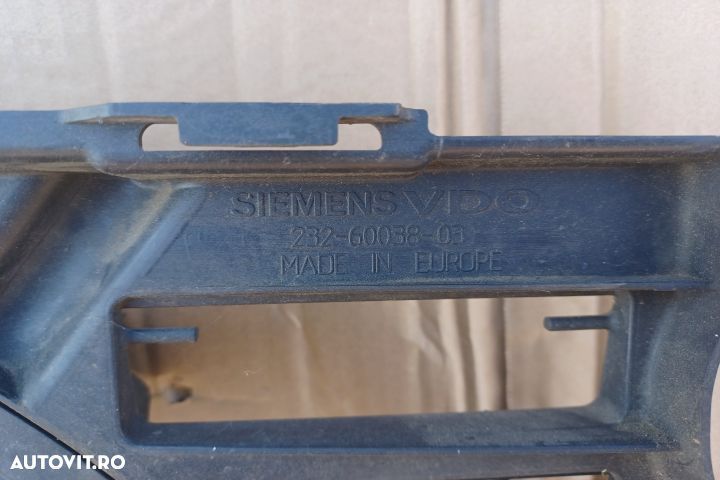 SIEMENS VDO
232-60038-03
MADE IN EUROPE
AUTOVIT.RO